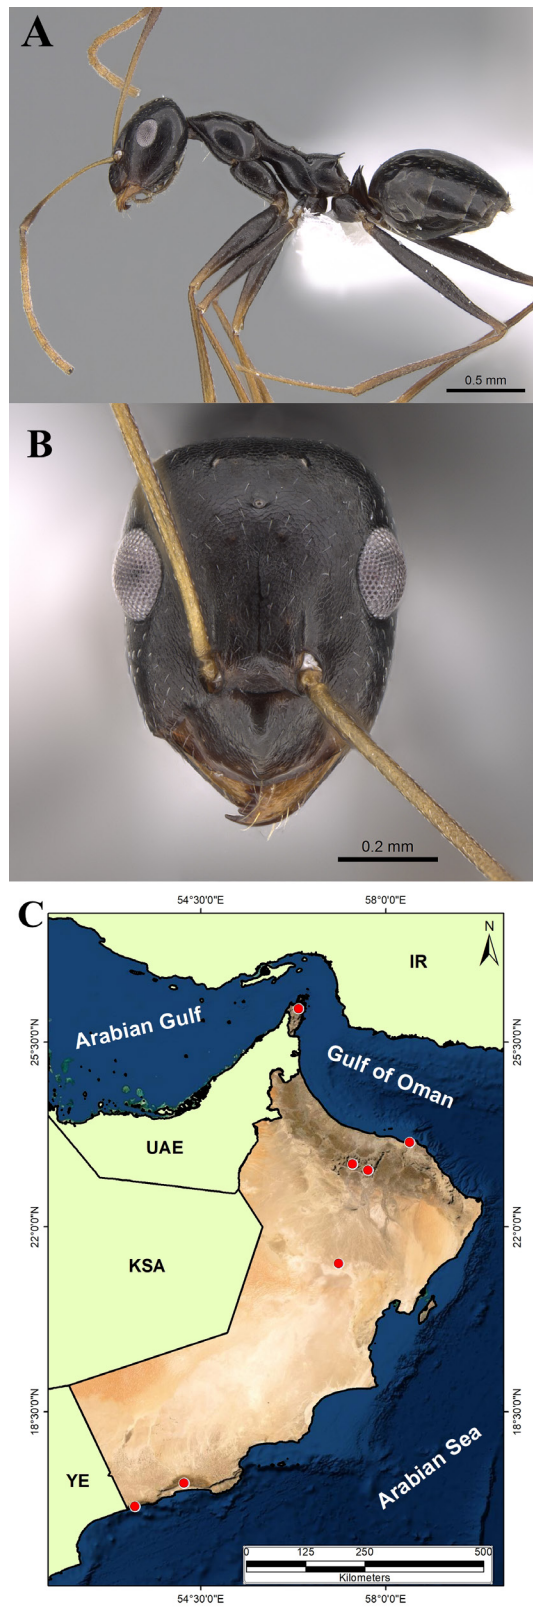 A
0.5 mm
B
0.2 mm
C
54°30'0"E
58°0'0"E
N
IR
Arabian Gulf
25°30'0"N
25°30'0"N
Gulf of Oman
UAE
22°0'0"N
22°0'0"N
KSA
18°30'0"N
18°30'0"N
YE
Arabian Sea
0
125
250
500
Kilometers
54°30'0"E
58°0'0"E